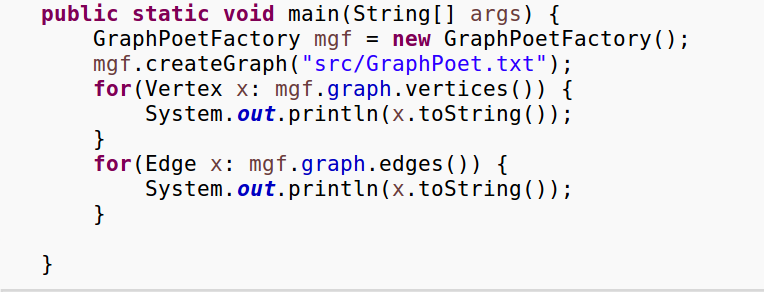 public static void main(String[] args) {
GraphPoetFactory mgf = new GraphPoetFactory();
mgf.createGraph("src/GraphPoet.txt");
for(Vertex x: mgf.graph.vertices()) {
System.out.println(x.toString());
}
for(Edge x: mgf.graph.edges()) {
System.out.println(x.toString());
}
}